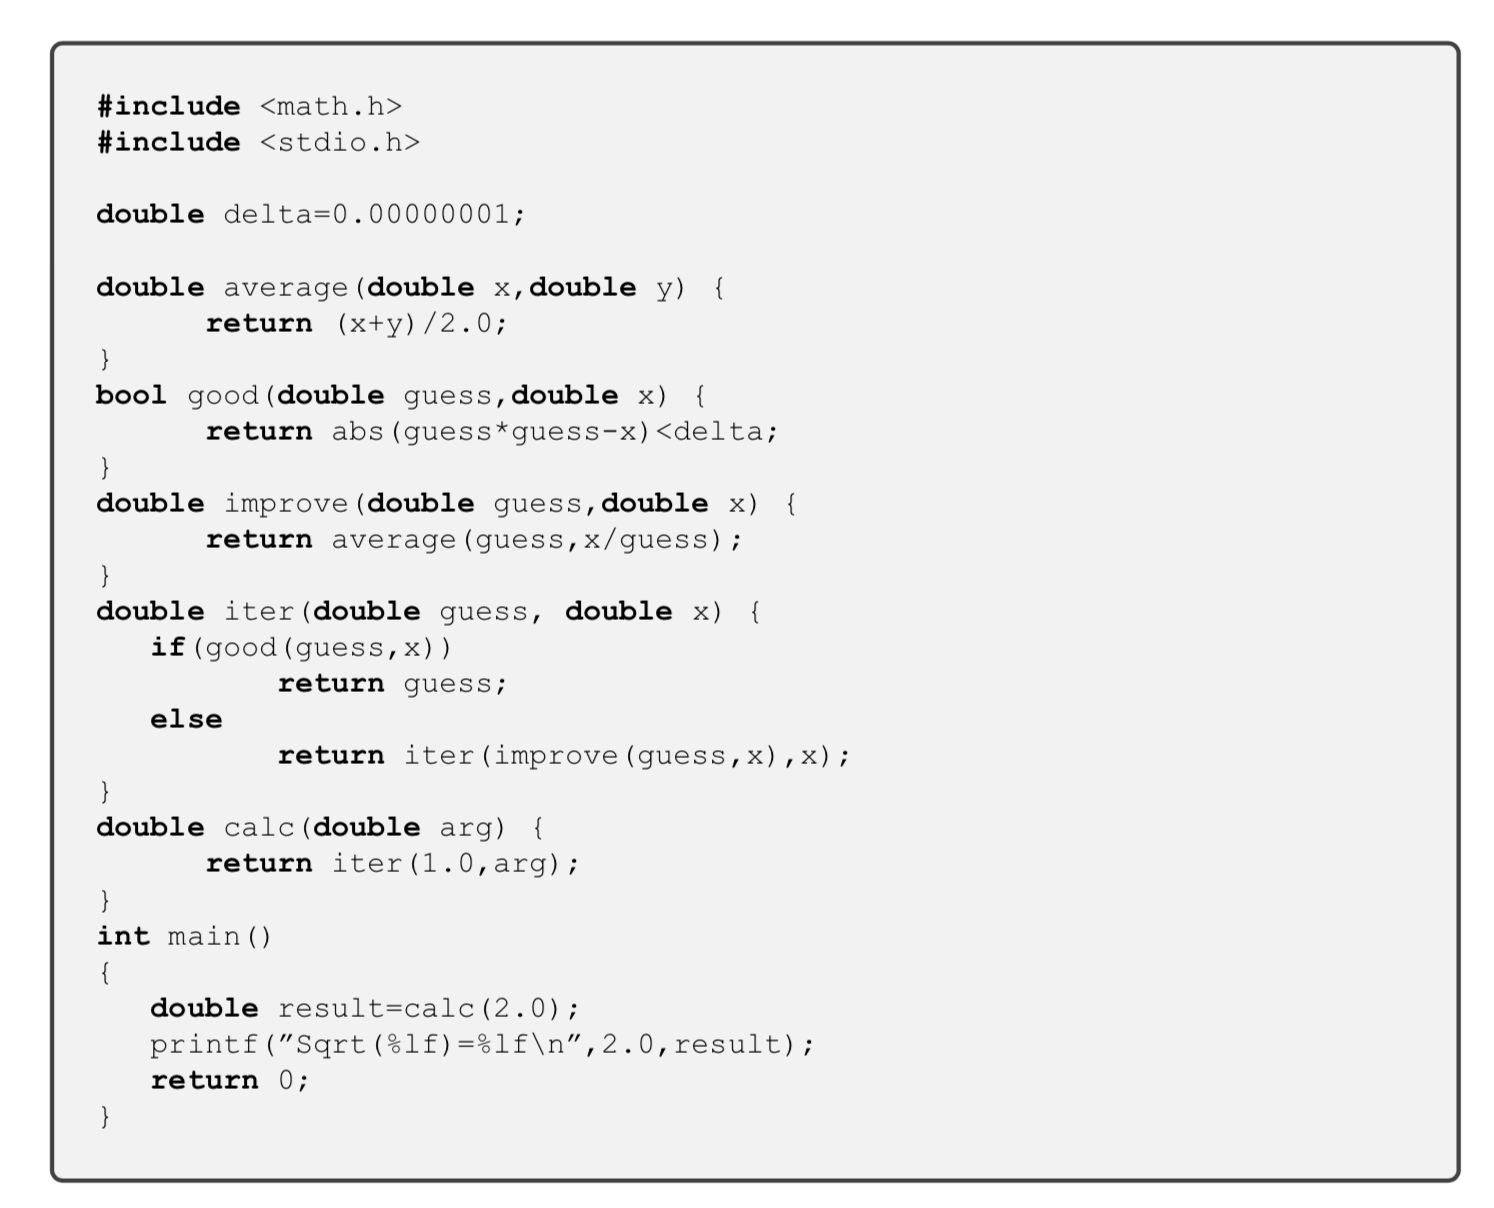 #include <math.h>
#include <stdio.h>
double delta=0.00000001;
double average(double x,double y) {
return (x+y)/2.0;
}
bool good(double guess,double x) {
return abs(guess*guess-x)<delta;
}
double improve(double guess,double x) {
return average(guess,x/guess);
}
double iter(double guess, double x) {
if(good(guess,x))
return guess;
else
return iter(improve(guess,x),x);
}
double calc(double arg) {
return iter(1.0,arg);
}
int main()
{
double result=calc(2.0);
printf(”Sqrt(%lf)=%lf\n”,2.0,result);
return 0;
}